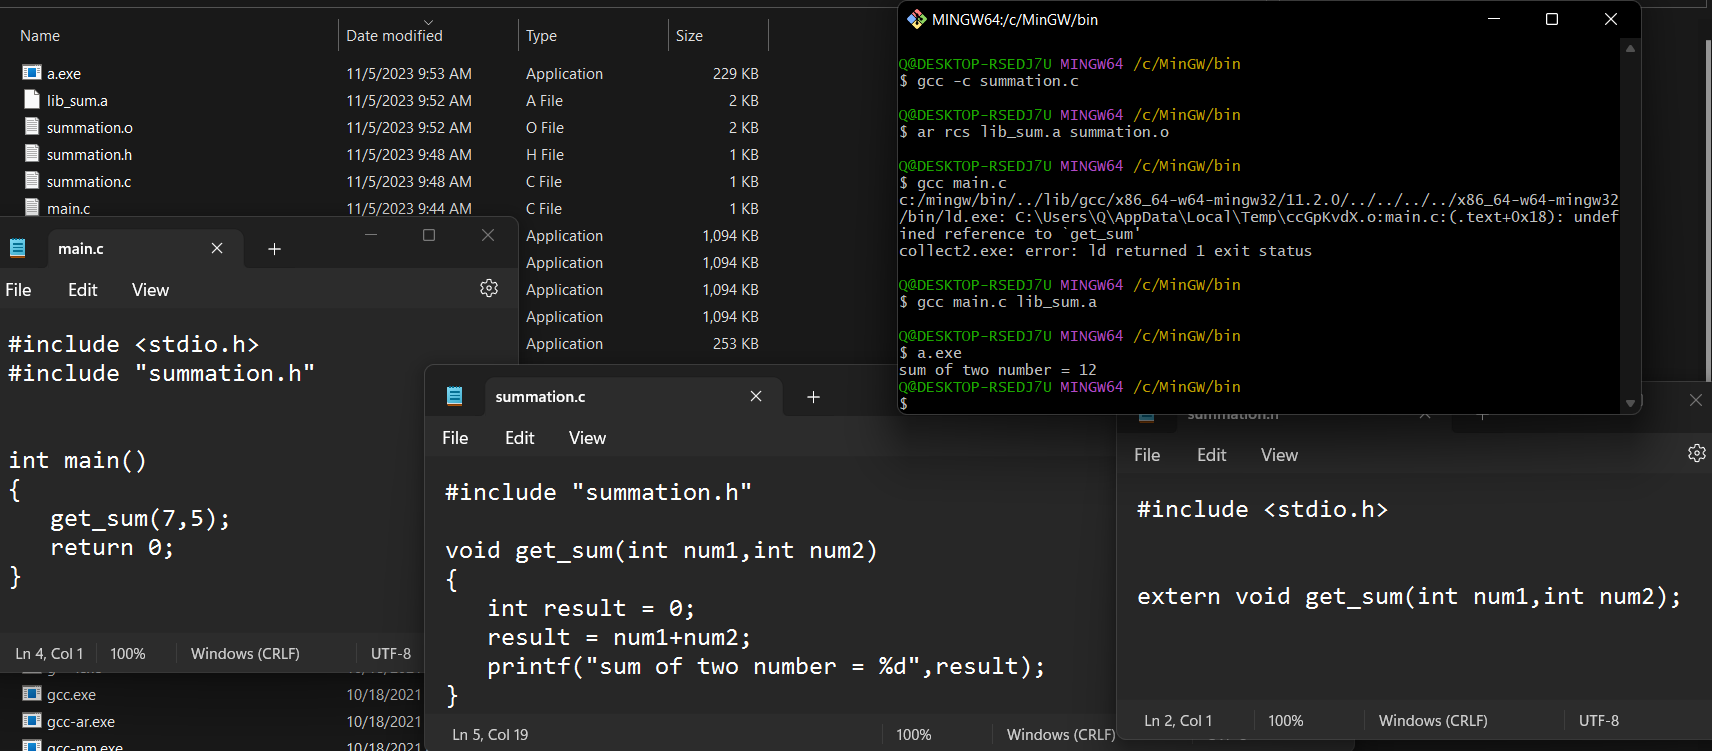 Name Date modified Type Size
a.exe 11/5/2023 9:53 AM Application 229 KB
lib_sum.a 11/5/2023 9:52 AM A File 2 KB
summation.o 11/5/2023 9:52 AM O File 2 KB
summation.h 11/5/2023 9:48 AM H File 1 KB
summation.c 11/5/2023 9:48 AM C File 1 KB
main.c 11/5/2023 9:44 AM C File 1 KB
Application 1,094 KB
Application 1,094 KB
Application 1,094 KB
Application 1,094 KB
Application 253 KB
MINGW64:/c/MinGW/bin
Q@DESKTOP-RSEDJ7U MINGW64 /c/MinGW/bin
$ gcc -c summation.c
Q@DESKTOP-RSEDJ7U MINGW64 /c/MinGW/bin
$ ar rcs lib_sum.a summation.o
Q@DESKTOP-RSEDJ7U MINGW64 /c/MinGW/bin
$ gcc main.c
c:/mingw/bin/../lib/gcc/x86_64-w64-mingw32/11.2.0/../../../../x86_64-w64-mingw32
/bin/ld.exe: C:\Users\Q\AppData\Local\Temp\ccGpKvdX.o:main.c:(.text+0x18): undef
ined reference to `get_sum'
collect2.exe: error: ld returned 1 exit status
Q@DESKTOP-RSEDJ7U MINGW64 /c/MinGW/bin
$ gcc main.c lib_sum.a
Q@DESKTOP-RSEDJ7U MINGW64 /c/MinGW/bin
$ a.exe
sum of two number = 12
Q@DESKTOP-RSEDJ7U MINGW64 /c/MinGW/bin
$
main.c
File Edit View
#include <stdio.h>
#include "summation.h"
int main()
{
get_sum(7,5);
return 0;
}
Ln 4, Col 1 100% Windows (CRLF) UTF-8
summation.c
File Edit View
#include "summation.h"
void get_sum(int num1,int num2)
{
int result = 0;
result = num1+num2;
printf("sum of two number = %d",result);
}
Ln 5, Col 19 100% Windows (CRLF)
summation.h
File Edit View
#include <stdio.h>
extern void get_sum(int num1,int num2);
Ln 2, Col 1 100% Windows (CRLF) UTF-8
gcc.exe 10/18/2021
gcc-ar.exe 10/18/2021
gcc-nm.exe 10/18/2021